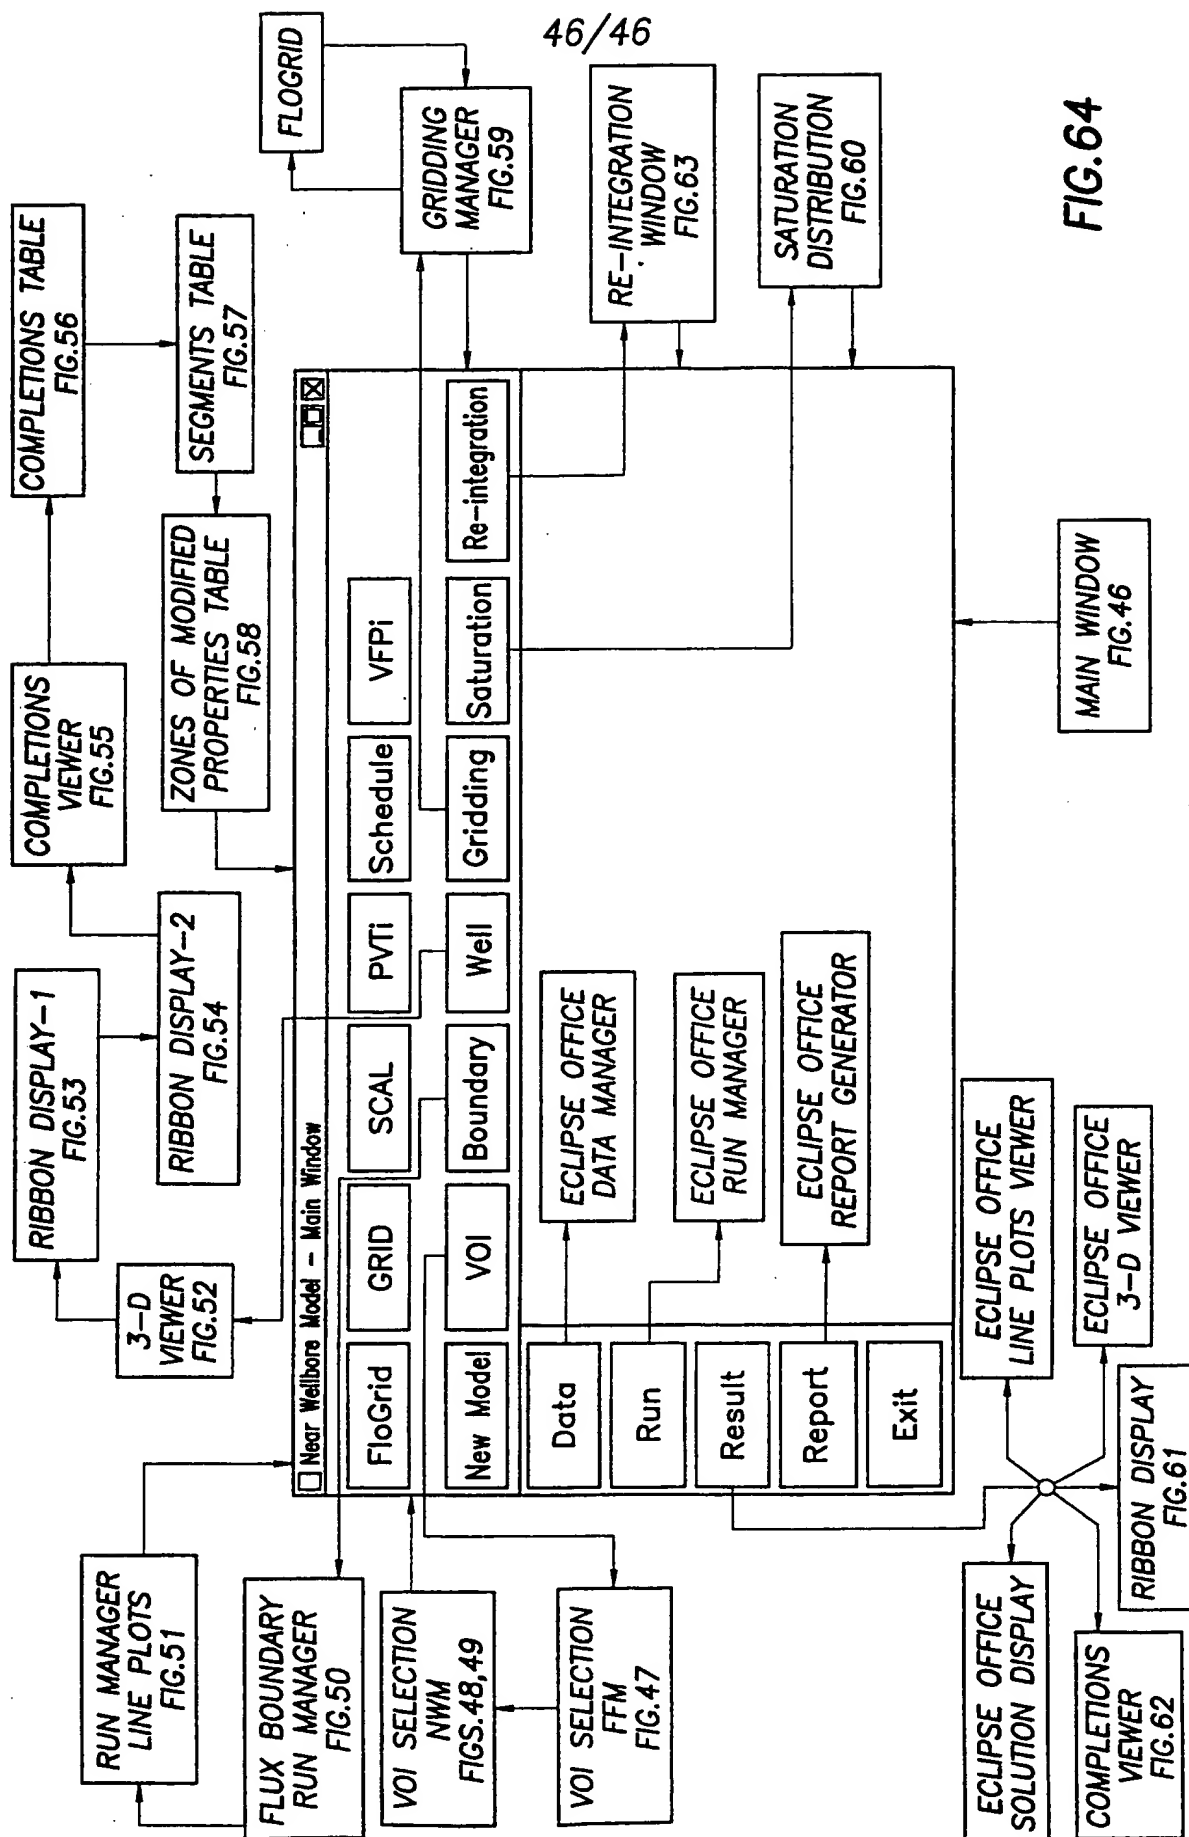 46/46
FLOGRID
GRIDDING
MANAGER
FIG.59
RE-INTEGRATION
WINDOW
FIG.63
SATURATION
DISTRIBUTION
FIG.60
COMPLETIONS TABLE
FIG.56
SEGMENTS TABLE
FIG.57
ZONES OF MODIFIED
PROPERTIES TABLE
FIG.58
COMPLETIONS
VIEWER
FIG.55
RIBBON DISPLAY-2
FIG.54
RIBBON DISPLAY-1
FIG.53
3-D
VIEWER
FIG.52
RUN MANAGER
LINE PLOTS
FIG.51
FLUX BOUNDARY
RUN MANAGER
FIG.50
VOI SELECTION
NWM
FIGS.48,49
VOI SELECTION
FFM
FIG.47
Near Wellbore Model - Main Window
FloGrid
GRID
SCAL
PVTi
Schedule
VFPi
New Model
VOI
Boundary
Well
Gridding
Saturation
Re-integration
Data
Run
Result
Report
Exit
ECLIPSE OFFICE
DATA MANAGER
ECLIPSE OFFICE
RUN MANAGER
ECLIPSE OFFICE
REPORT GENERATOR
MAIN WINDOW
FIG.46
ECLIPSE OFFICE
LINE PLOTS VIEWER
ECLIPSE OFFICE
3-D VIEWER
RIBBON DISPLAY
FIG.61
COMPLETIONS
VIEWER
FIG.62
ECLIPSE OFFICE
SOLUTION DISPLAY
FIG.64